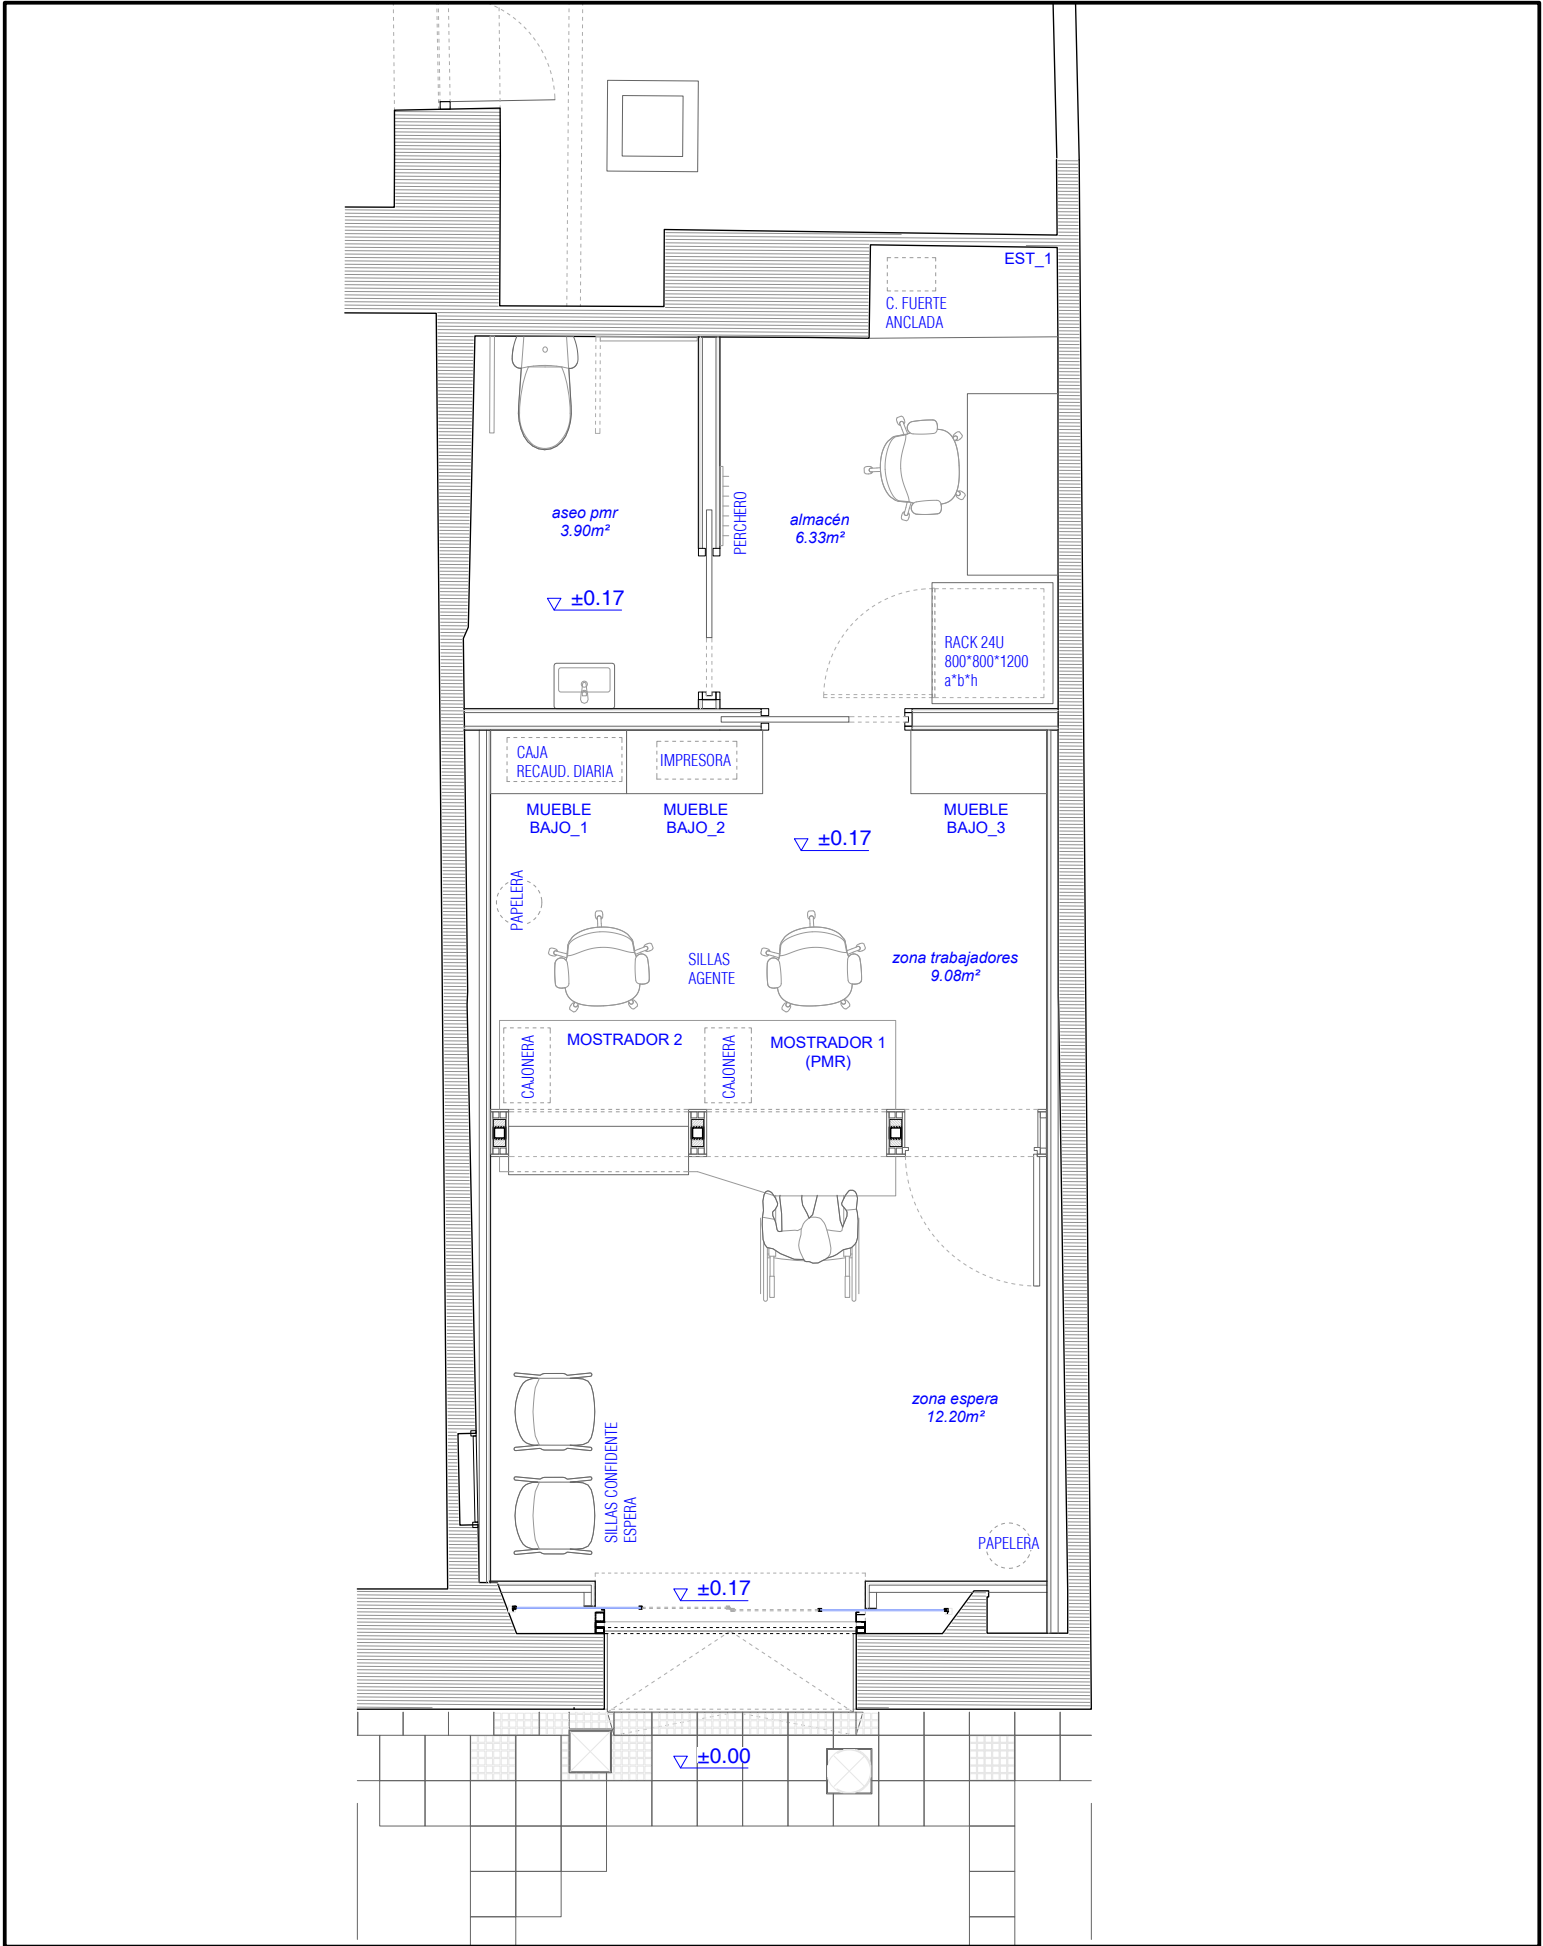 EST_1
C. FUERTE
ANCLADA
aseo pmr
3.90m²
PERCHERO
almacén
6.33m²
±0.17
RACK 24U
800*800*1200
a*b*h
CAJA
RECAUD. DIARIA
IMPRESORA
MUEBLE
BAJO_1
MUEBLE
BAJO_2
MUEBLE
BAJO_3
±0.17
PAPELERA
SILLAS
AGENTE
zona trabajadores
9.08m²
CAJONERA
MOSTRADOR 2
CAJONERA
MOSTRADOR 1
(PMR)
zona espera
12.20m²
SILLAS CONFIDENTE
ESPERA
PAPELERA
±0.17
±0.00